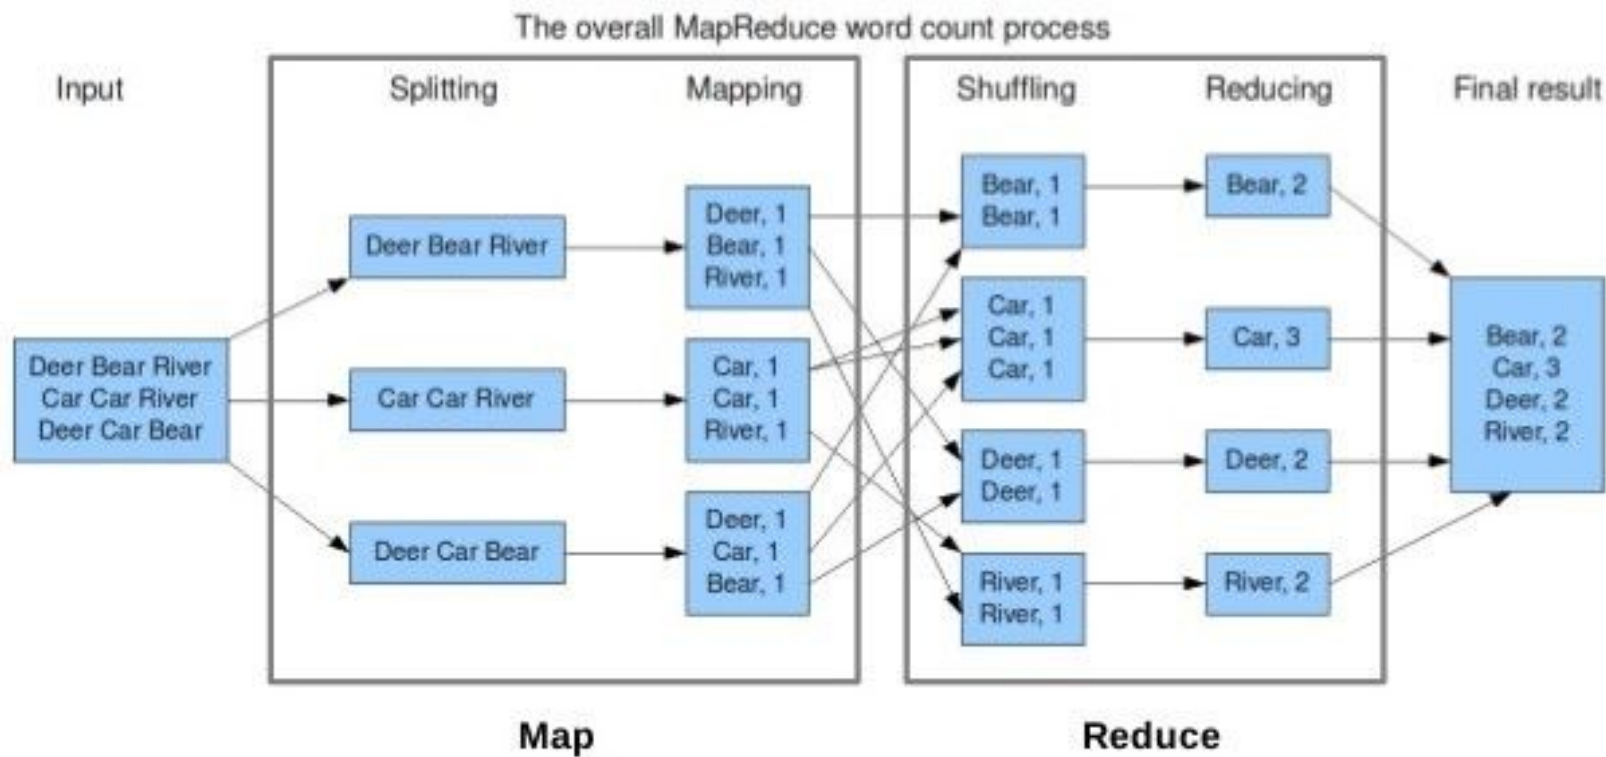 The overall MapReduce word count process
Input
Splitting
Mapping
Shuffling
Reducing
Final result
Deer Bear River
Car Car River
Deer Car Bear
Deer Bear River
Car Car River
Deer Car Bear
Deer, 1
Bear, 1
River, 1
Car, 1
Car, 1
River, 1
Deer, 1
Car, 1
Bear, 1
Bear, 1
Bear, 1
Car, 1
Car, 1
Car, 1
Deer, 1
Deer, 1
River, 1
River, 1
Bear, 2
Car, 3
Deer, 2
River, 2
Bear, 2
Car, 3
Deer, 2
River, 2
Map
Reduce